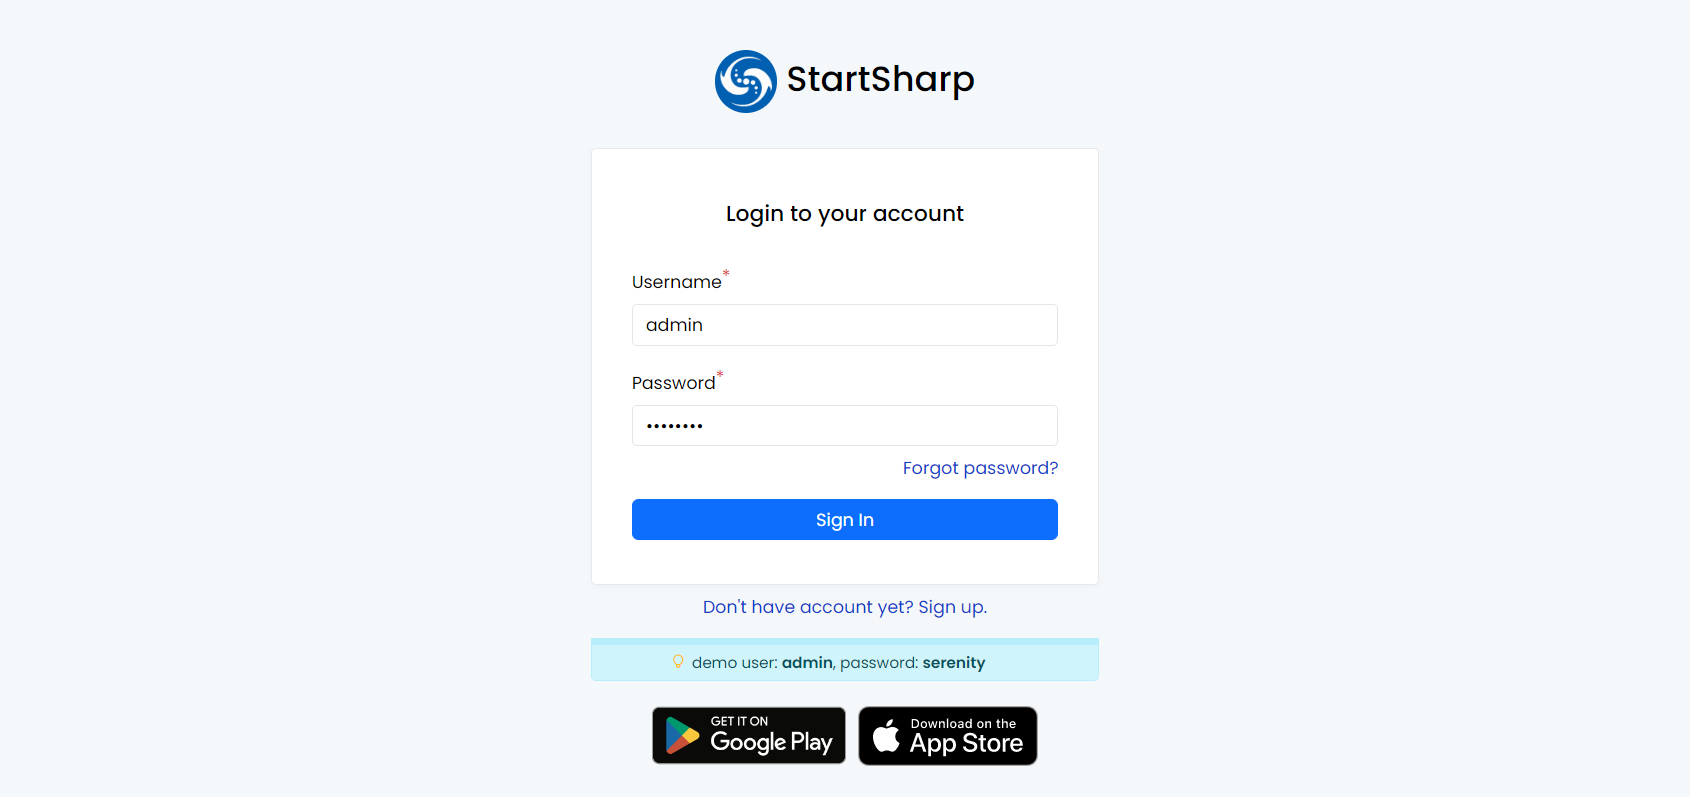 StartSharp
Login to your account
Username*
admin
Password*
••••••••
Forgot password?
Sign In
Don't have account yet? Sign up.
demo user: admin, password: serenity
GET IT ON
Google Play
Download on the
App Store